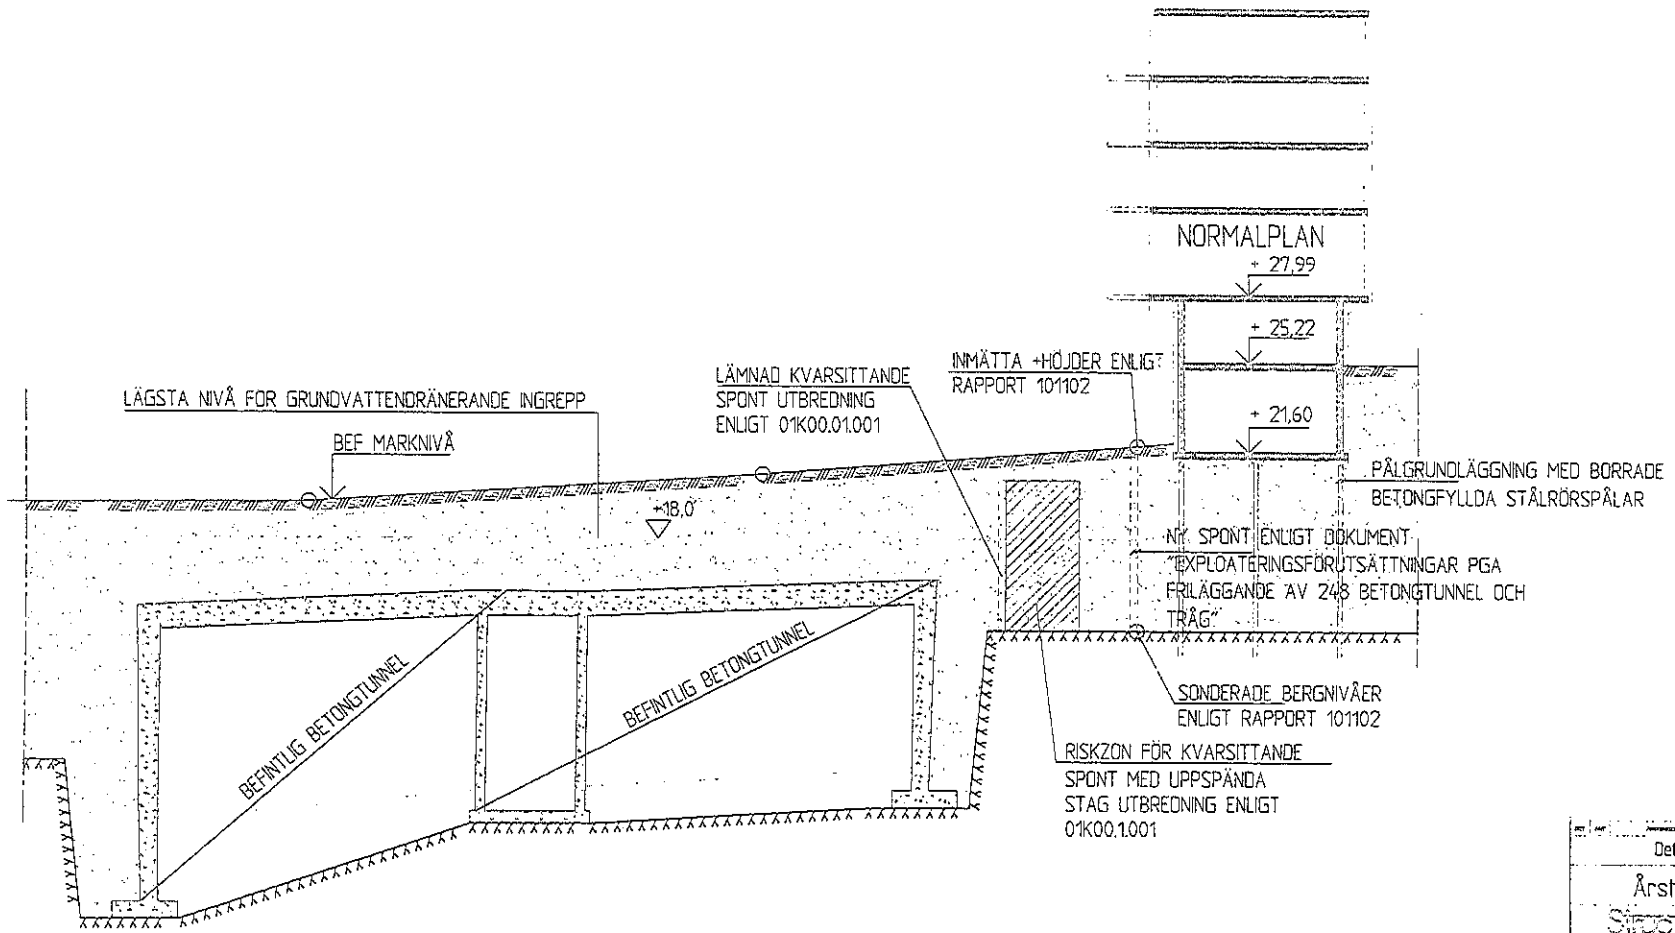 NORMALPLAN
+ 27,99
+ 25,22
+ 21,60
INMÄTTA +HÖJDER ENLIGT
RAPPORT 101102
LÄMNAD KVARSITTANDE
SPONT UTBREDNING
ENLIGT 01K00.01.001
LÄGSTA NIVÅ FÖR GRUNDVATTENDRÄNERANDE INGREPP
BEF MARKNIVÅ
+18,0
PÅLGRUNDLÄGGNING MED BORRADE
BETONGFYLLDA STÅLRÖRSPÅLAR
NY SPONT ENLIGT DOKUMENT
"EXPLOATERINGSFÖRUTSÄTTNINGAR PGA
FRILÄGGANDE AV 248 BETONGTUNNEL OCH
TRÅG"
BEFINTLIG BETONGTUNNEL
BEFINTLIG BETONGTUNNEL
SONDERADE BERGNIVÅER
ENLIGT RAPPORT 101102
RISKZON FÖR KVARSITTANDE
SPONT MED UPPSPÄNDA
STAG UTBREDNING ENLIGT
01K00.1.001
Det
Årst